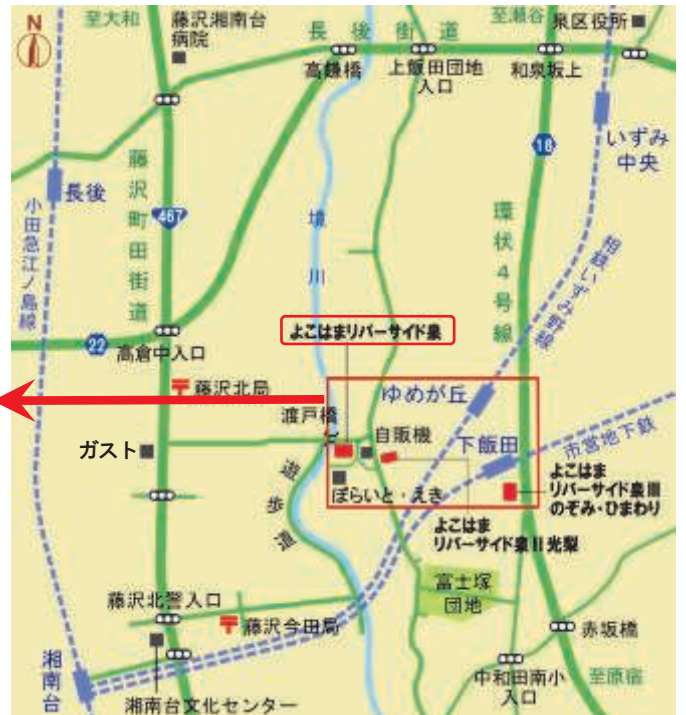 N
至大和
藤沢湘南台
病院
長後街道
至瀬谷
泉区役所
高鎌橋
上飯田団地
入口
和泉坂上
いずみ
中央
18
長後
藤沢町田街道
467
境川
環状4号線
小田急江ノ島線
相鉄いずみ野線
よこはまリバーサイド泉
22
高倉中入口
藤沢北局
渡戸橋
ゆめが丘
自販機
下飯田
市営地下鉄
ガスト
ぽらいと・えき
遊歩道
よこはま
リバーサイド泉III
のぞみ・ひまわり
よこはま
リバーサイド泉II光梨
富士塚
団地
藤沢北警入口
藤沢今田局
赤坂橋
湘南台
湘南台文化センター
中和田南小
入口
至原宿